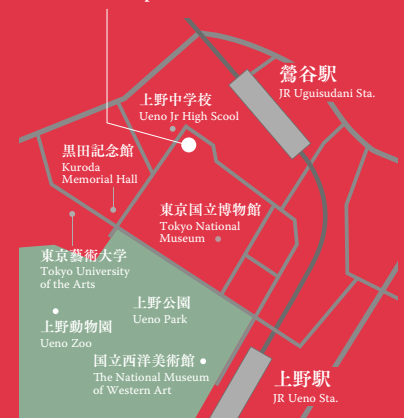 鶯谷駅
JR Uguisudani Sta.
上野中学校
Ueno Jr High Scool
黒田記念館
Kuroda
Memorial Hall
東京国立博物館
Tokyo National
Museum
東京藝術大学
Tokyo University
of the Arts
上野公園
Ueno Park
上野動物園
Ueno Zoo
国立西洋美術館
The National Museum
of Western Art
上野駅
JR Ueno Sta.